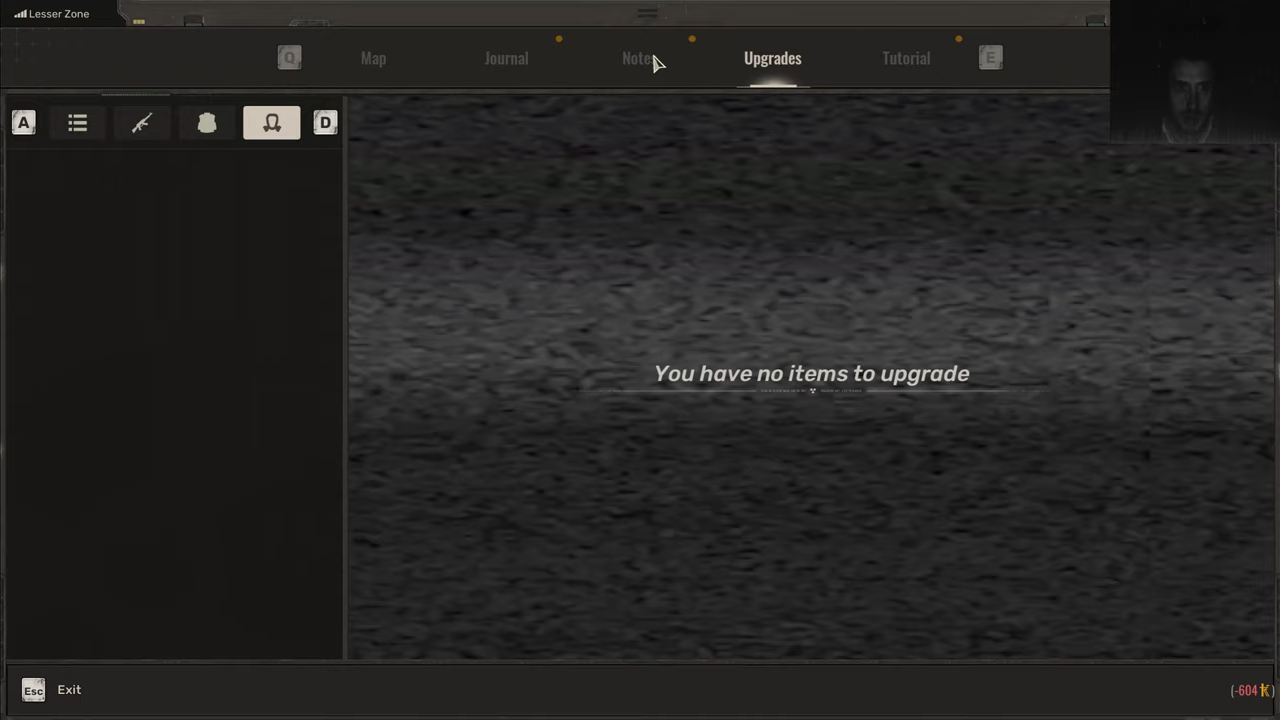 Lesser Zone
Q Map Journal Notes Upgrades Tutorial E
A D
You have no items to upgrade
Esc Exit
(-604)